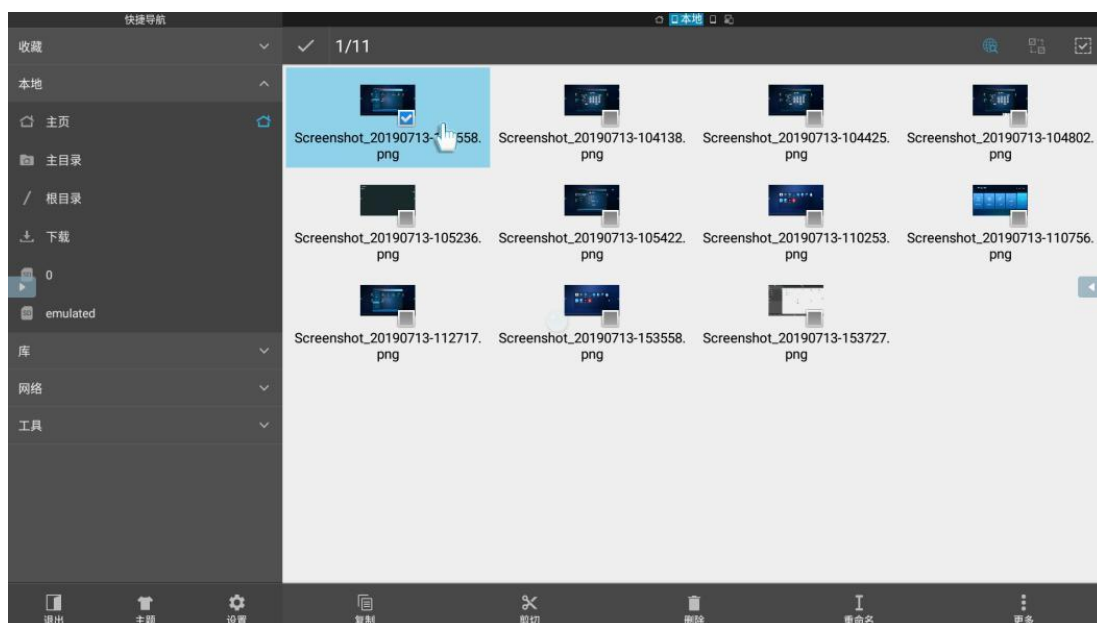 快捷导航
本地
收藏
1/11
本地
主页
主目录
根目录
下载
0
emulated
库
网络
工具
Screenshot_20190713-
558.
png
Screenshot_20190713-104138.
png
Screenshot_20190713-104425.
png
Screenshot_20190713-104802.
png
Screenshot_20190713-105236.
png
Screenshot_20190713-105422.
png
Screenshot_20190713-110253.
png
Screenshot_20190713-110756.
png
Screenshot_20190713-112717.
png
Screenshot_20190713-153558.
png
Screenshot_20190713-153727.
png
退出
主题
设置
复制
剪切
删除
重命名
更多